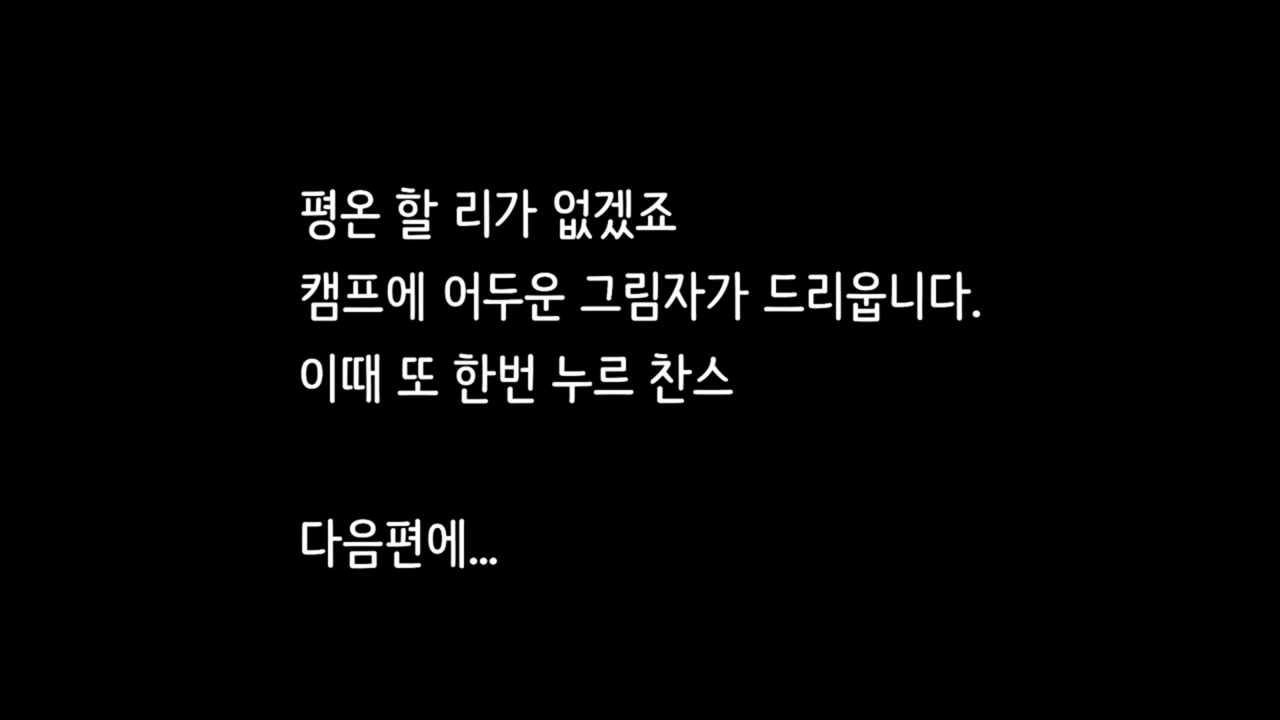 평온 할 리가 없겠죠
캠프에 어두운 그림자가 드리웁니다.
이때 또 한번 누르 찬스
다음편에...